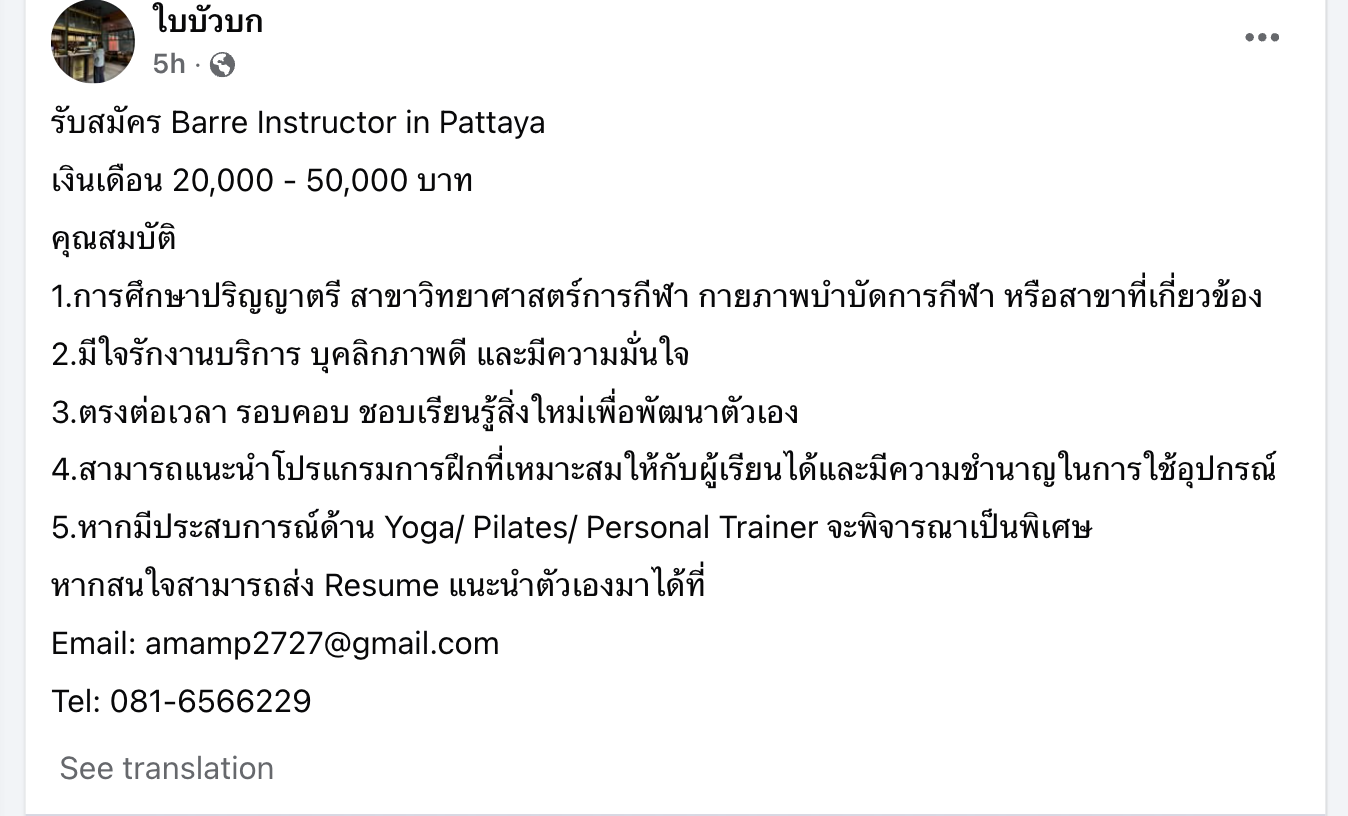 ใบบัวบก
5h ·
รับสมัคร Barre Instructor in Pattaya
เงินเดือน 20,000 - 50,000 บาท
คุณสมบัติ
1.การศึกษาปริญญาตรี สาขาวิทยาศาสตร์การกีฬา กายภาพบำบัดการกีฬา หรือสาขาที่เกี่ยวข้อง
2.มีใจรักงานบริการ บุคลิกภาพดี และมีความมั่นใจ
3.ตรงต่อเวลา รอบคอบ ชอบเรียนรู้สิ่งใหม่เพื่อพัฒนาตัวเอง
4.สามารถแนะนำโปรแกรมการฝึกที่เหมาะสมให้กับผู้เรียนได้และมีความชำนาญในการใช้อุปกรณ์
5.หากมีประสบการณ์ด้าน Yoga/ Pilates/ Personal Trainer จะพิจารณาเป็นพิเศษ
หากสนใจสามารถส่ง Resume แนะนำตัวเองมาได้ที่
Email: amamp2727@gmail.com
Tel: 081-6566229
See translation